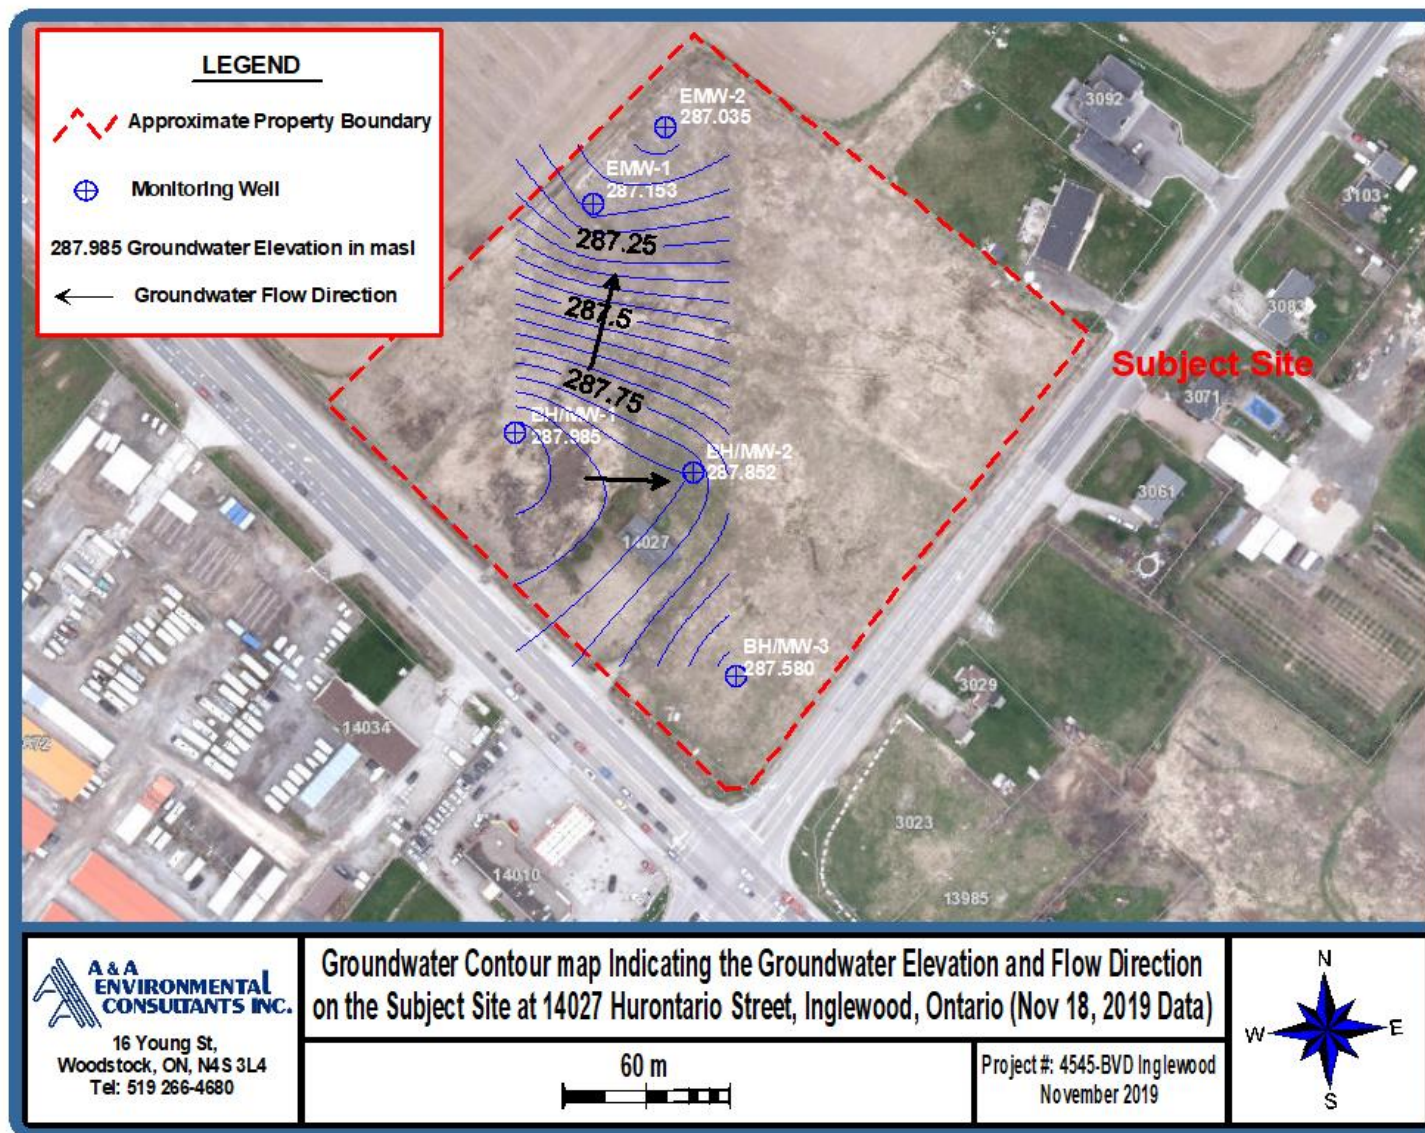 LEGEND
Approximate Property Boundary
Monitoring Well
287.985 Groundwater Elevation in masl
Groundwater Flow Direction
EMW-2
287.035
EMW-1
287.153
287.25
287.5
287.75
BH/MW-1
287.985
BH/MW-2
287.852
14027
BH/MW-3
287.580
3092
3103
3083
Subject Site
3071
3061
3029
3023
13985
14034
14010
A & A
ENVIRONMENTAL
CONSULTANTS INC.
16 Young St,
Woodstock, ON, N4S 3L4
Tel: 519 266-4680
Groundwater Contour map Indicating the Groundwater Elevation and Flow Direction
on the Subject Site at 14027 Hurontario Street, Inglewood, Ontario (Nov 18, 2019 Data)
60 m
Project #: 4545-BVD Inglewood
November 2019
N
W
E
S